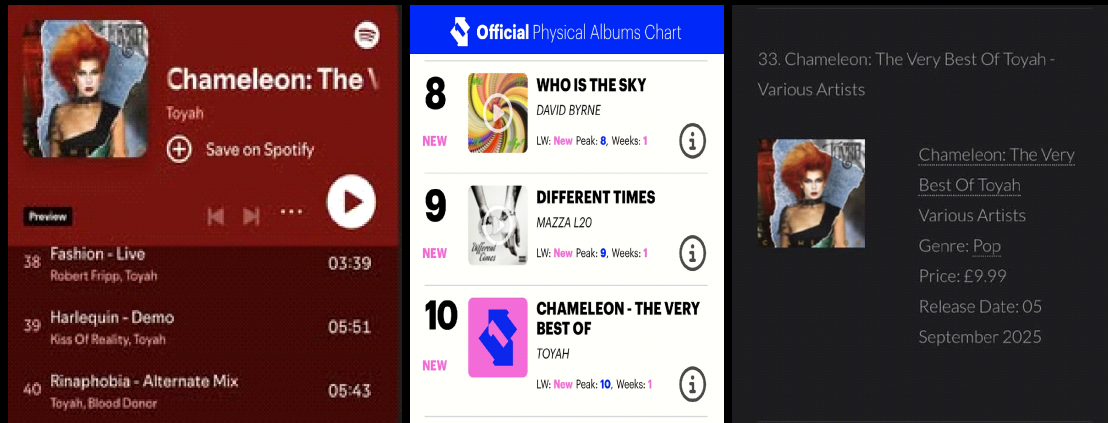 Chameleon: The V
Toyah
Save on Spotify
Preview
38 Fashion - Live 03:39
Robert Fripp, Toyah
39 Harlequin - Demo 05:51
Kiss Of Reality, Toyah
40 Rinaphobia - Alternate Mix 05:43
Toyah, Blood Donor
Official Physical Albums Chart
8 WHO IS THE SKY
DAVID BYRNE
NEW LW: New Peak: 8, Weeks: 1
9 DIFFERENT TIMES
MAZZA L20
Different Times
NEW LW: New Peak: 9, Weeks: 1
10 CHAMELEON - THE VERY
BEST OF
TOYAH
NEW LW: New Peak: 10, Weeks: 1
33. Chameleon: The Very Best Of Toyah -
Various Artists
Chameleon: The Very
Best Of Toyah
Various Artists
Genre: Pop
Price: £9.99
Release Date: 05
September 2025